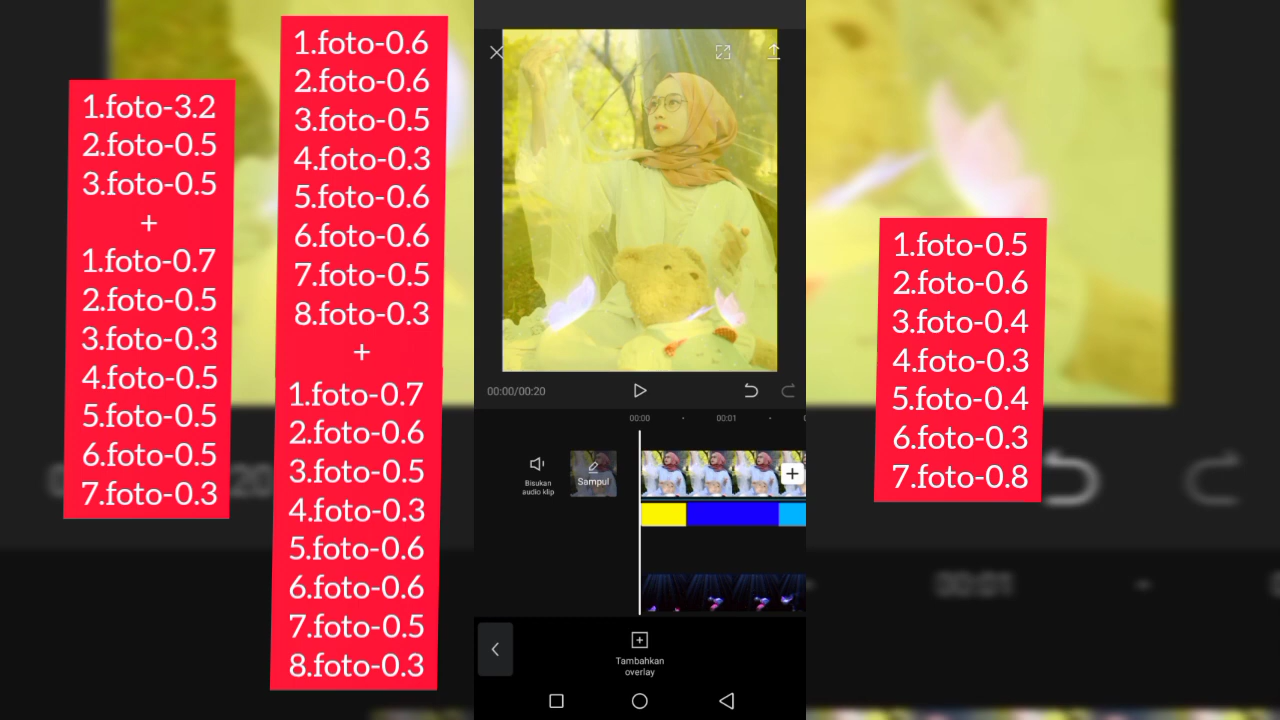 1.foto-3.2
2.foto-0.5
3.foto-0.5
+
1.foto-0.7
2.foto-0.5
3.foto-0.3
4.foto-0.5
5.foto-0.5
6.foto-0.5
7.foto-0.3
1.foto-0.6
2.foto-0.6
3.foto-0.5
4.foto-0.3
5.foto-0.6
6.foto-0.6
7.foto-0.5
8.foto-0.3
+
1.foto-0.7
2.foto-0.6
3.foto-0.5
4.foto-0.3
5.foto-0.6
6.foto-0.6
7.foto-0.5
8.foto-0.3
00:00/00:20
00:00
00:01
Bisukan
audio klip
Sampul
Tambahkan
overlay
1.foto-0.5
2.foto-0.6
3.foto-0.4
4.foto-0.3
5.foto-0.4
6.foto-0.3
7.foto-0.8